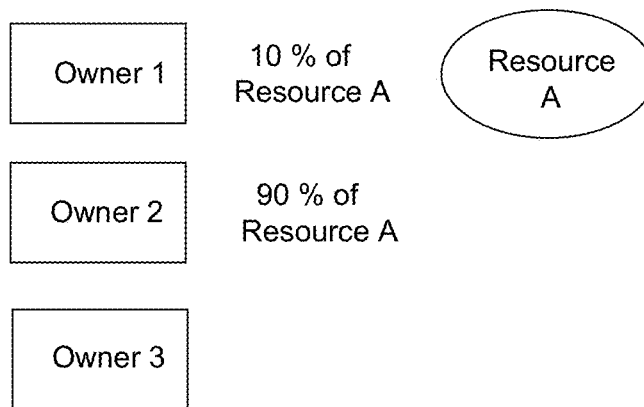 Owner 1
10 % of
Resource A
Resource
A
Owner 2
90 % of
Resource A
Owner 3